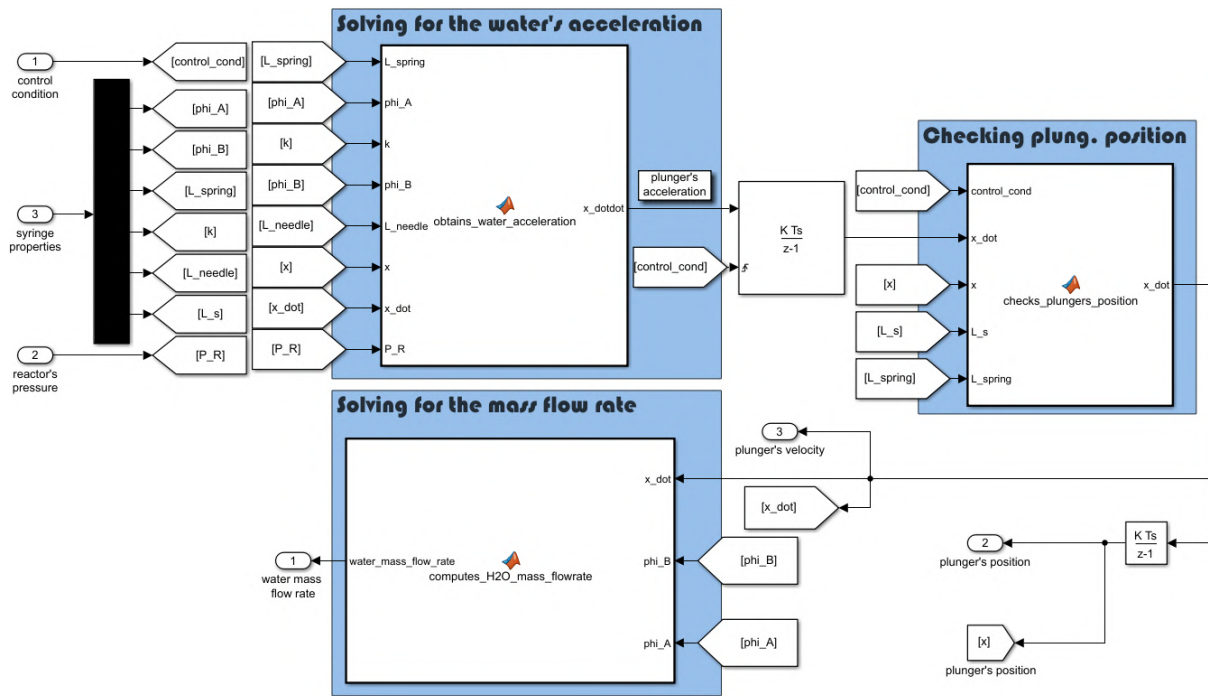 Solving for the water's acceleration
1
control
condition
[control_cond]
[phi_A]
[phi_B]
[L_spring]
3
syringe
properties
[k]
[L_needle]
[L_s]
2
reactor's
pressure
[P_R]
[L_spring]
[phi_A]
[k]
[phi_B]
[L_needle]
[x]
[x_dot]
[P_R]
L_spring
phi_A
k
phi_B
L_needle
x
x_dot
P_R
obtains_water_acceleration
x_dotdot
plunger's
acceleration
[control_cond]
K Ts
z-1
Checking plung. position
[control_cond]
[x]
[L_s]
[L_spring]
control_cond
x_dot
x
L_s
L_spring
checks_plungers_position
x_dot
Solving for the mass flow rate
3
plunger's velocity
x_dot
[x_dot]
1
water mass
flow rate
water_mass_flow_rate
computes_H2O_mass_flowrate
phi_B
[phi_B]
phi_A
[phi_A]
2
plunger's position
K Ts
z-1
[x]
plunger's position